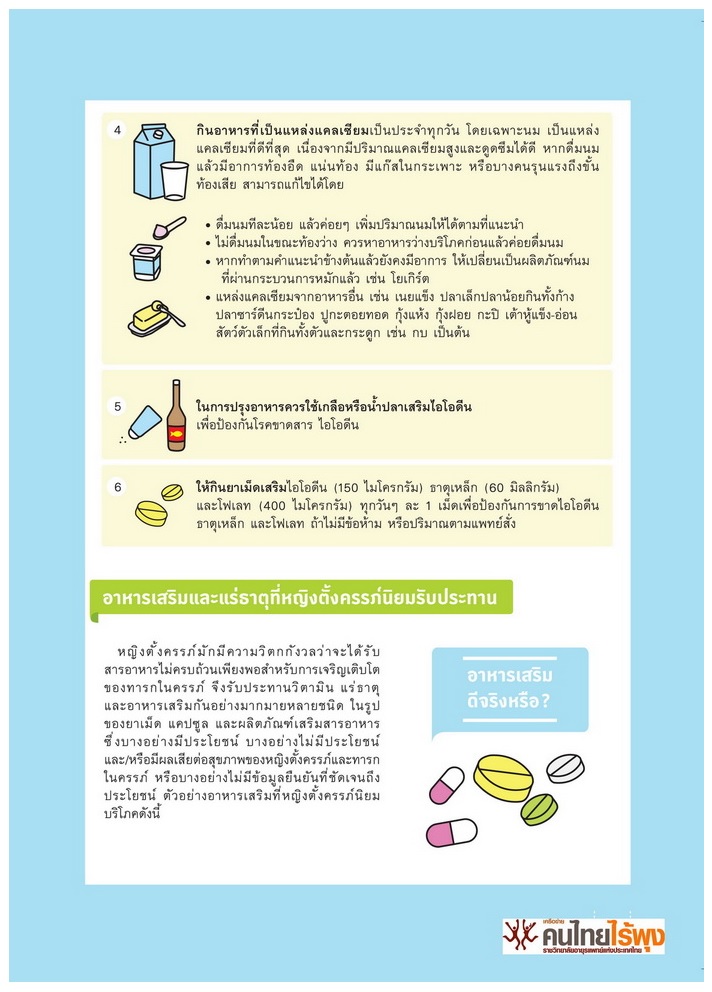 4
กินอาหารที่เป็นแหล่งแคลเซียมเป็นประจำทุกวัน โดยเฉพาะนม เป็นแหล่ง
แคลเซียมที่ดีที่สุด เนื่องจากมีปริมาณแคลเซียมสูงและดูดซึมได้ดี หากดื่มนม
แล้วมีอาการท้องอืด แน่นท้อง มีแก๊สในกระเพาะ หรือบางคนรุนแรงถึงขั้น
ท้องเสีย สามารถแก้ไขได้โดย
• ดื่มนมทีละน้อย แล้วค่อยๆ เพิ่มปริมาณนมให้ได้ตามที่แนะนำ
• ไม่ดื่มนมในขณะท้องว่าง ควรหาอาหารว่างบริโภคก่อนแล้วค่อยดื่มนม
• หากทำตามคำแนะนำข้างต้นแล้วยังคงมีอาการ ให้เปลี่ยนเป็นผลิตภัณฑ์นม
ที่ผ่านกระบวนการหมักแล้ว เช่น โยเกิร์ต
• แหล่งแคลเซียมจากอาหารอื่น เช่น เนยแข็ง ปลาเล็กปลาน้อยกินทั้งก้าง
ปลาซาร์ดีนกระป๋อง ปูกะตอยทอด กุ้งแห้ง กุ้งฝอย กะปิ เต้าหู้แข็ง-อ่อน
สัตว์ตัวเล็กที่กินทั้งตัวและกระดูก เช่น กบ เป็นต้น
5
ในการปรุงอาหารควรใช้เกลือหรือน้ำปลาเสริมไอโอดีน
เพื่อป้องกันโรคขาดสาร ไอโอดีน
6
ให้กินยาเม็ดเสริมไอโอดีน (150 ไมโครกรัม) ธาตุเหล็ก (60 มิลลิกรัม)
และโฟเลท (400 ไมโครกรัม) ทุกวันๆ ละ 1 เม็ดเพื่อป้องกันการขาดไอโอดีน
ธาตุเหล็ก และโฟเลท ถ้าไม่มีข้อห้าม หรือปริมาณตามแพทย์สั่ง
อาหารเสริมและแร่ธาตุที่หญิงตั้งครรภ์นิยมรับประทาน
หญิงตั้งครรภ์มักมีความวิตกกังวลว่าจะได้รับ
สารอาหารไม่ครบถ้วนเพียงพอสำหรับการเจริญเติบโต
ของทารกในครรภ์ จึงรับประทานวิตามิน แร่ธาตุ
และอาหารเสริมกันอย่างมากมายหลายชนิด ในรูป
ของยาเม็ด แคปซูล และผลิตภัณฑ์เสริมสารอาหาร
ซึ่งบางอย่างมีประโยชน์ บางอย่างไม่มีประโยชน์
และ/หรือมีผลเสียต่อสุขภาพของหญิงตั้งครรภ์และทารก
ในครรภ์ หรือบางอย่างไม่มีข้อมูลยืนยันที่ชัดเจนถึง
ประโยชน์ ตัวอย่างอาหารเสริมที่หญิงตั้งครรภ์นิยม
บริโภคดังนี้
อาหารเสริม
ดีจริงหรือ?
เครือข่าย
คนไทยไร้พุง
ราชวิทยาลัยอายุรแพทย์แห่งประเทศไทย